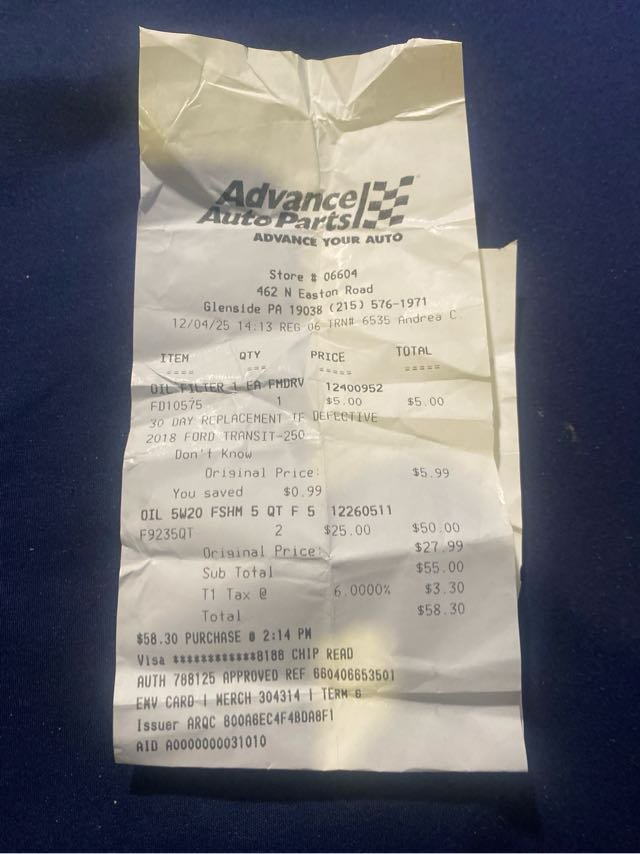 Advance
Auto Parts
ADVANCE YOUR AUTO
Store # 06604
462 N Easton Road
Glenside PA 19038 (215) 576-1971
12/04/25 14:13 REG 06 TRN# 6535 Andrea C.
ITEM QTY PRICE TOTAL
==== === ===== =====
OIL FILTER 1 EA FMDRV 12400952
FD10575 1 $5.00 $5.00
30 DAY REPLACEMENT IF DEFECTIVE
2018 FORD TRANSIT-250
Don't Know
Original Price: $5.99
You saved $0.99
OIL 5W20 FSHM 5 QT F 5 12260511
F9235QT 2 $25.00 $50.00
Original Price: $27.99
Sub Total $55.00
T1 Tax @ 6.0000% $3.30
Total $58.30
$58.30 PURCHASE @ 2:14 PM
Visa ************8188 CHIP READ
AUTH 788125 APPROVED REF 660406653501
EMV CARD | MERCH 304314 | TERM 6
Issuer ARQC 800A6EC4F4BDA8F1
AID A0000000031010